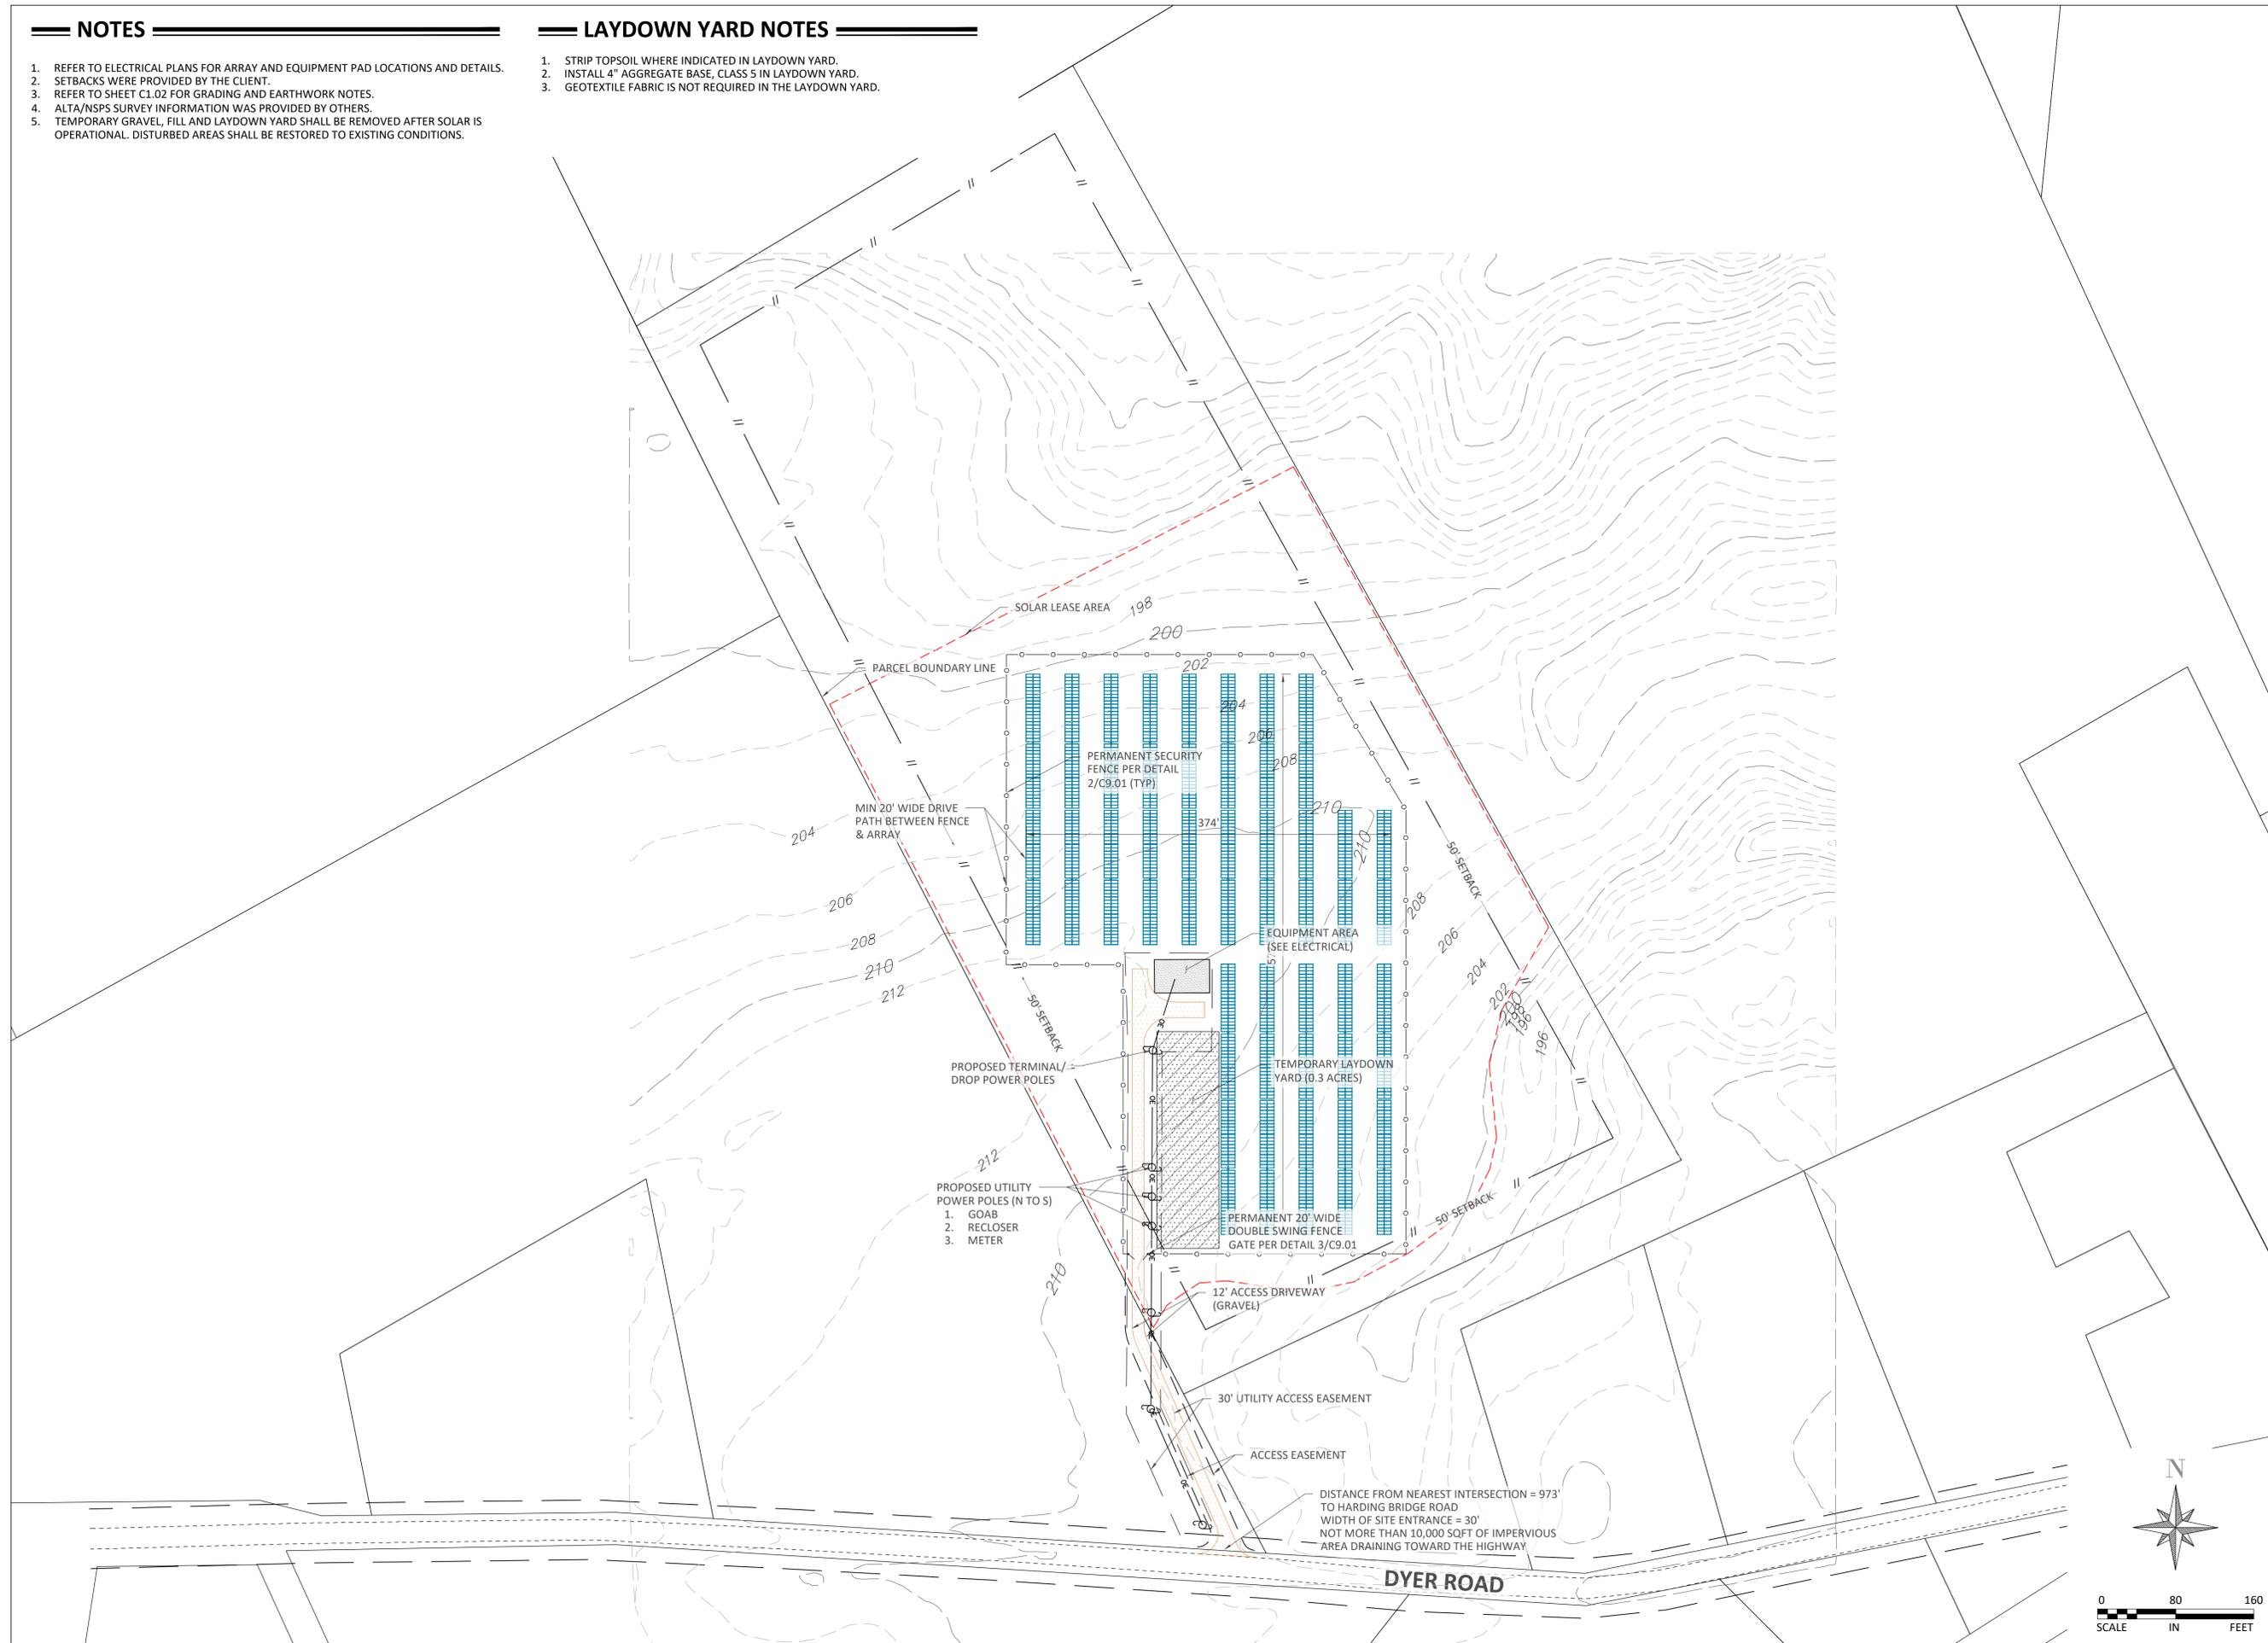 NOTES
1. REFER TO ELECTRICAL PLANS FOR ARRAY AND EQUIPMENT PAD LOCATIONS AND DETAILS.
2. SETBACKS WERE PROVIDED BY THE CLIENT.
3. REFER TO SHEET C1.02 FOR GRADING AND EARTHWORK NOTES.
4. ALTA/NSPS SURVEY INFORMATION WAS PROVIDED BY OTHERS.
5. TEMPORARY GRAVEL, FILL AND LAYDOWN YARD SHALL BE REMOVED AFTER SOLAR IS
OPERATIONAL. DISTURBED AREAS SHALL BE RESTORED TO EXISTING CONDITIONS.
LAYDOWN YARD NOTES
1. STRIP TOPSOIL WHERE INDICATED IN LAYDOWN YARD.
2. INSTALL 4" AGGREGATE BASE, CLASS 5 IN LAYDOWN YARD.
3. GEOTEXTILE FABRIC IS NOT REQUIRED IN THE LAYDOWN YARD.
SOLAR LEASE AREA
198
200
PARCEL BOUNDARY LINE
202
204
206
PERMANENT SECURITY
FENCE PER DETAIL
2/C9.01 (TYP)
208
MIN 20' WIDE DRIVE
PATH BETWEEN FENCE
& ARRAY
210
374'
204
210
50' SETBACK
206
208
208
EQUIPMENT AREA
(SEE ELECTRICAL)
206
210
204
212
202
50' SETBACK
198
196
196
PROPOSED TERMINAL/
DROP POWER POLES
TEMPORARY LAYDOWN
YARD (0.3 ACRES)
212
PROPOSED UTILITY
POWER POLES (N TO S)
1. GOAB
2. RECLOSER
3. METER
50' SETBACK
PERMANENT 20' WIDE
DOUBLE SWING FENCE
GATE PER DETAIL 3/C9.01
210
12' ACCESS DRIVEWAY
(GRAVEL)
30' UTILITY ACCESS EASEMENT
ACCESS EASEMENT
DISTANCE FROM NEAREST INTERSECTION = 973'
TO HARDING BRIDGE ROAD
WIDTH OF SITE ENTRANCE = 30'
NOT MORE THAN 10,000 SQFT OF IMPERVIOUS
AREA DRAINING TOWARD THE HIGHWAY
DYER ROAD
N
0 80 160
SCALE IN FEET